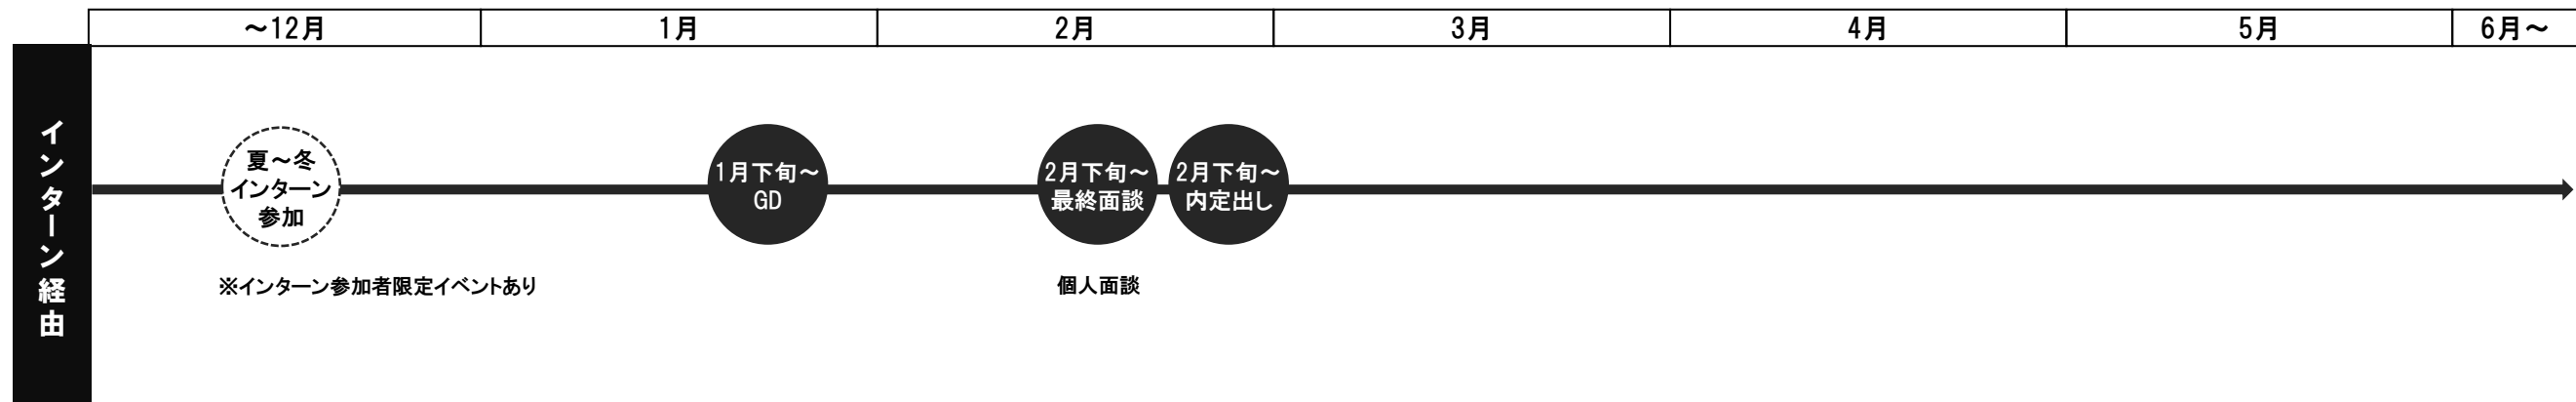 ～12月
1月
2月
3月
4月
5月
6月～
インターン経由
夏～冬
インターン
参加
1月下旬～
GD
2月下旬～
最終面談
2月下旬～
内定出し
※インターン参加者限定イベントあり
個人面談